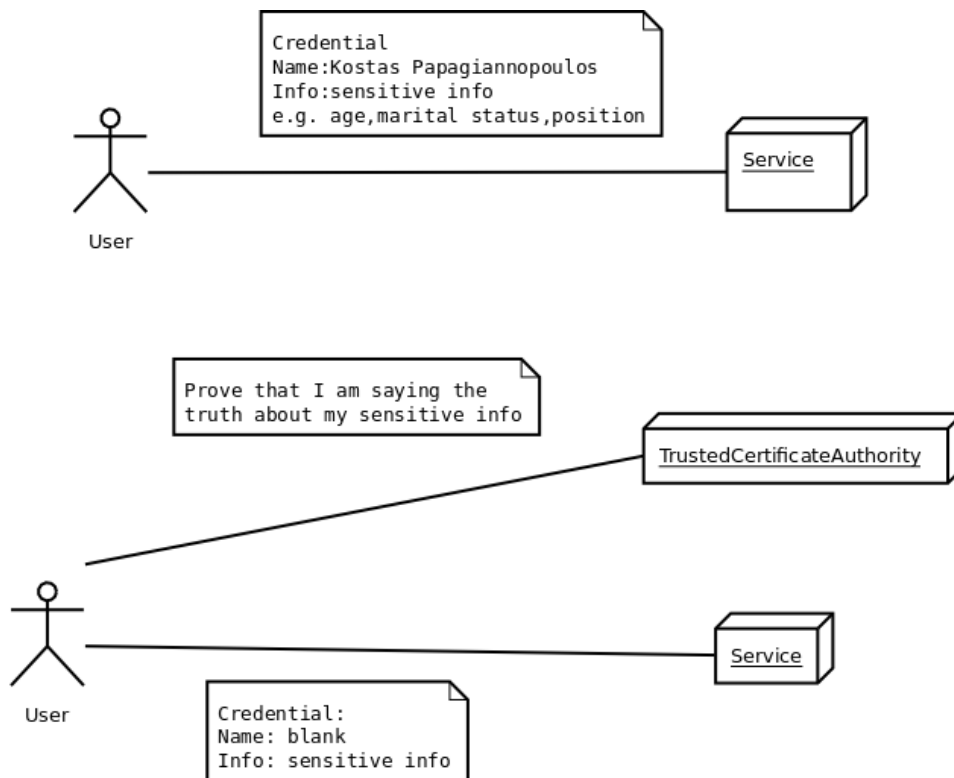 Credential
Name:Kostas Papagiannopoulos
Info:sensitive info
e.g. age,marital status,position
Service
User
Prove that I am saying the
truth about my sensitive info
TrustedCertificateAuthority
Service
User
Credential:
Name: blank
Info: sensitive info